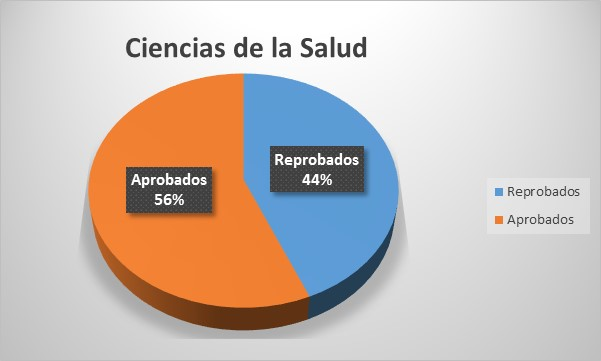 Ciencias de la Salud
Reprobados
44%
Aprobados
56%
Reprobados
Aprobados